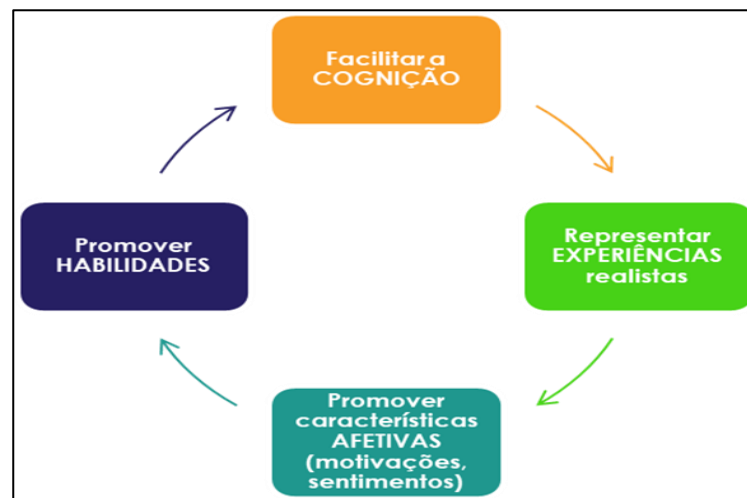 Facilitar a
COGNIÇÃO
Representar
EXPERIÊNCIAS
realistas
Promover
características
AFETIVAS
(motivações,
sentimentos)
Promover
HABILIDADES